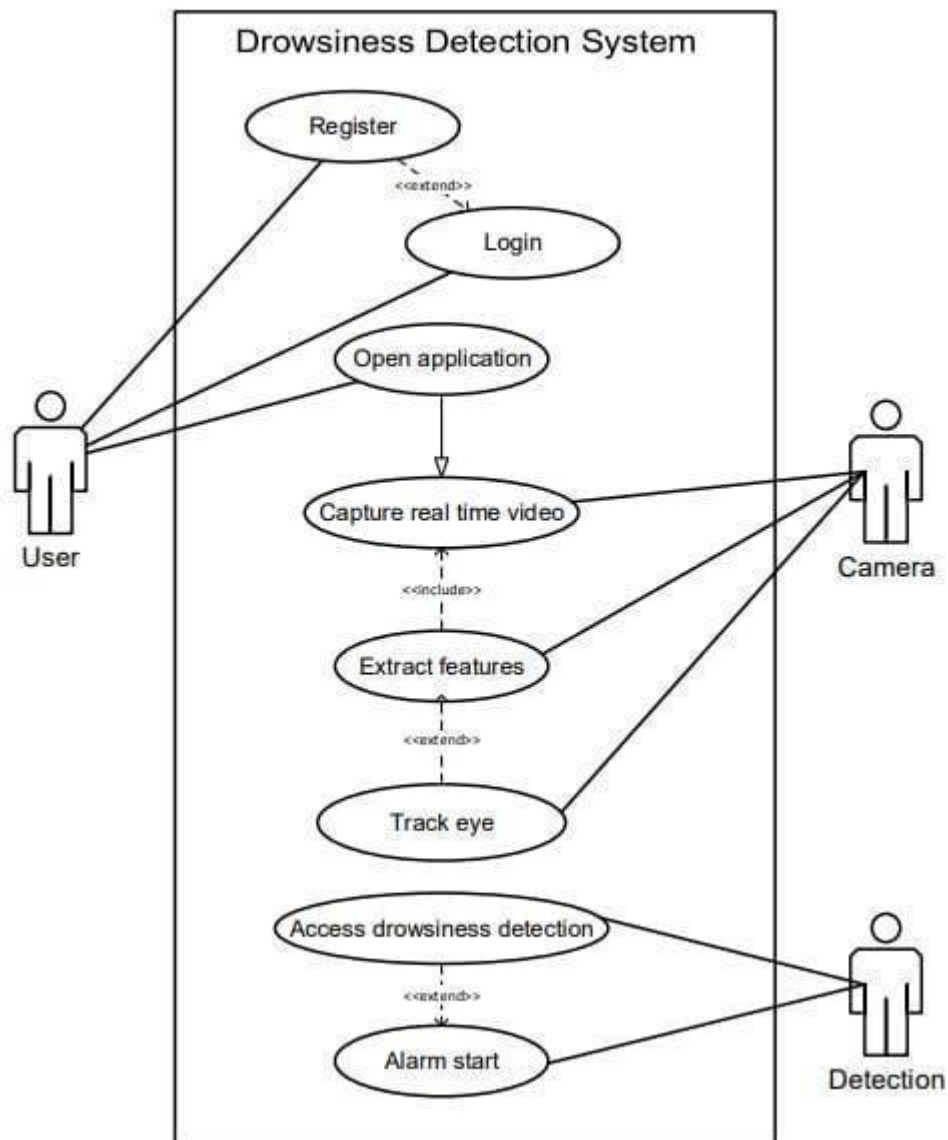 Drowsiness Detection System
Register
<<extend>>
Login
Open application
User
Capture real time video
Camera
<<include>>
Extract features
<<extend>>
Track eye
Access drowsiness detection
<<extend>>
Alarm start
Detection